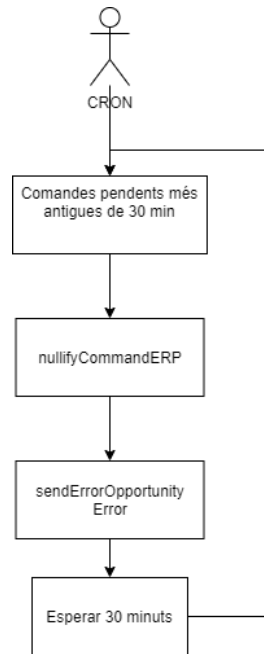 CRON
Comandes pendents més
antigues de 30 min
nullifyCommandERP
sendErrorOpportunity
Error
Esperar 30 minuts